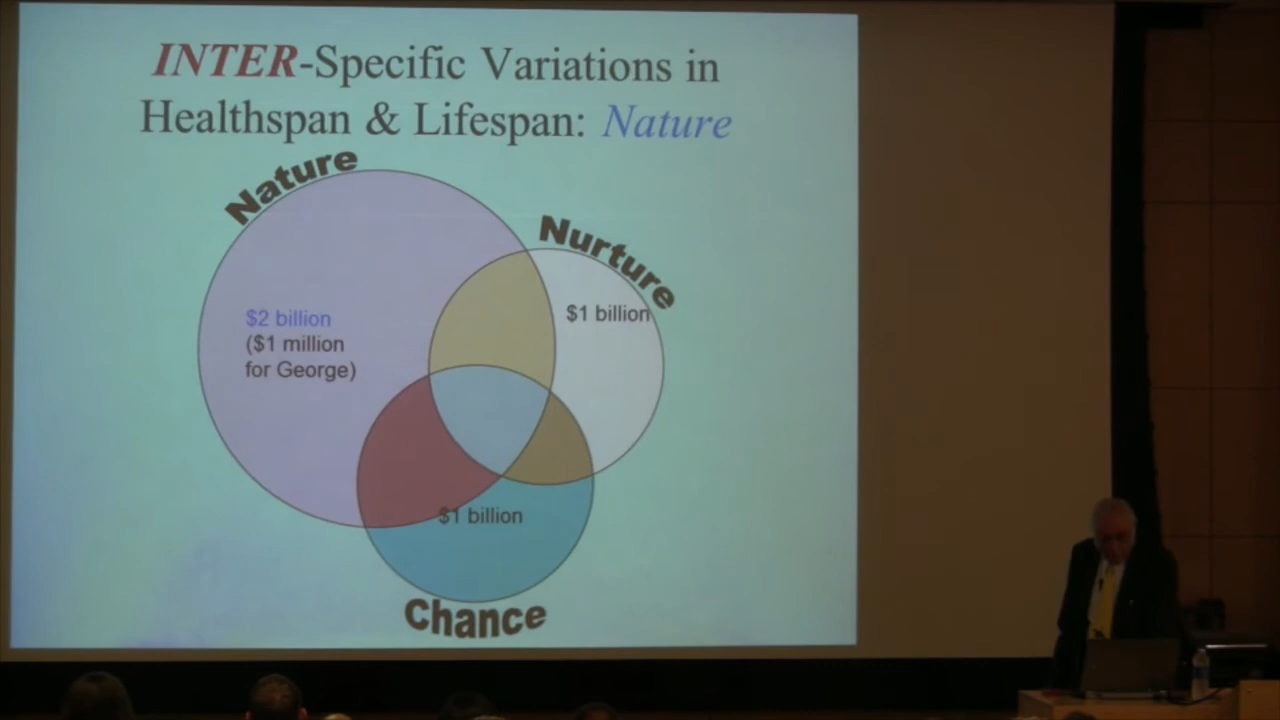 INTER-Specific Variations in
Healthspan & Lifespan: Nature
Nature
Nurture
$2 billion
($1 million
for George)
$1 billion
$1 billion
Chance